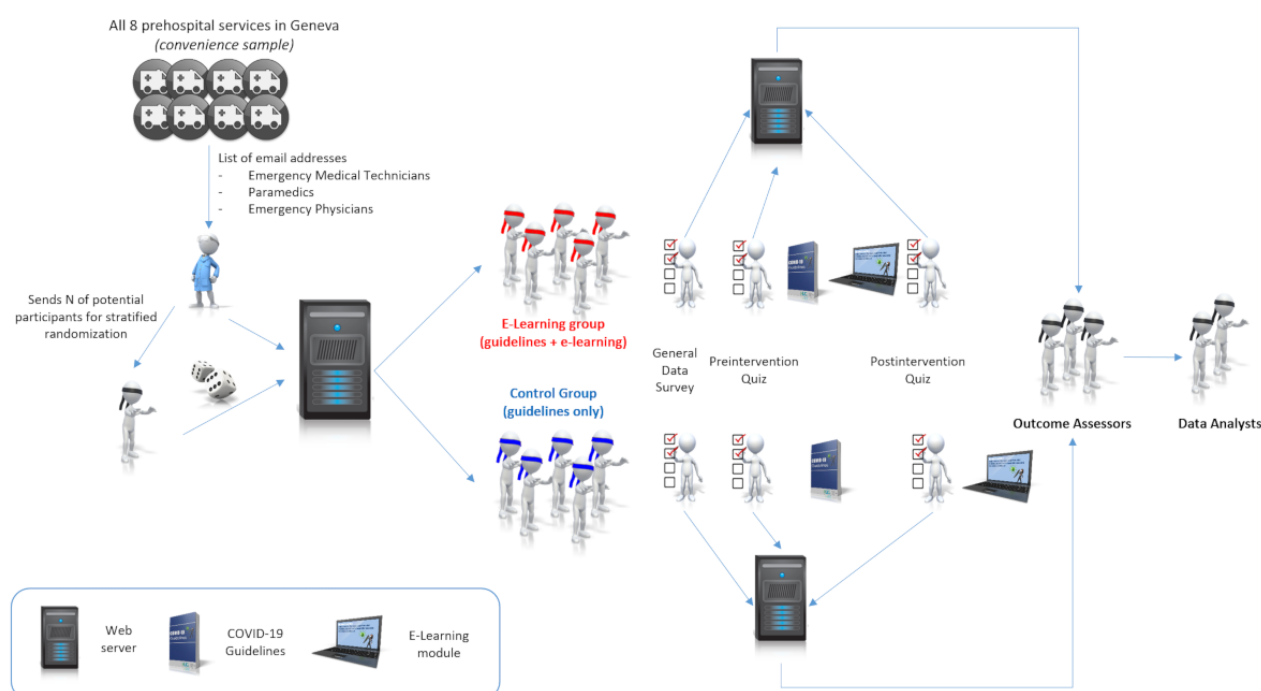 All 8 prehospital services in Geneva
(convenience sample)
List of email addresses
- Emergency Medical Technicians
- Paramedics
- Emergency Physicians
Sends N of potential
participants for stratified
randomization
E-Learning group
(guidelines + e-learning)
Control Group
(guidelines only)
General
Data
Survey
Preintervention
Quiz
Postintervention
Quiz
Outcome Assessors
Data Analysts
Web
server
COVID-19
Guidelines
E-Learning
module